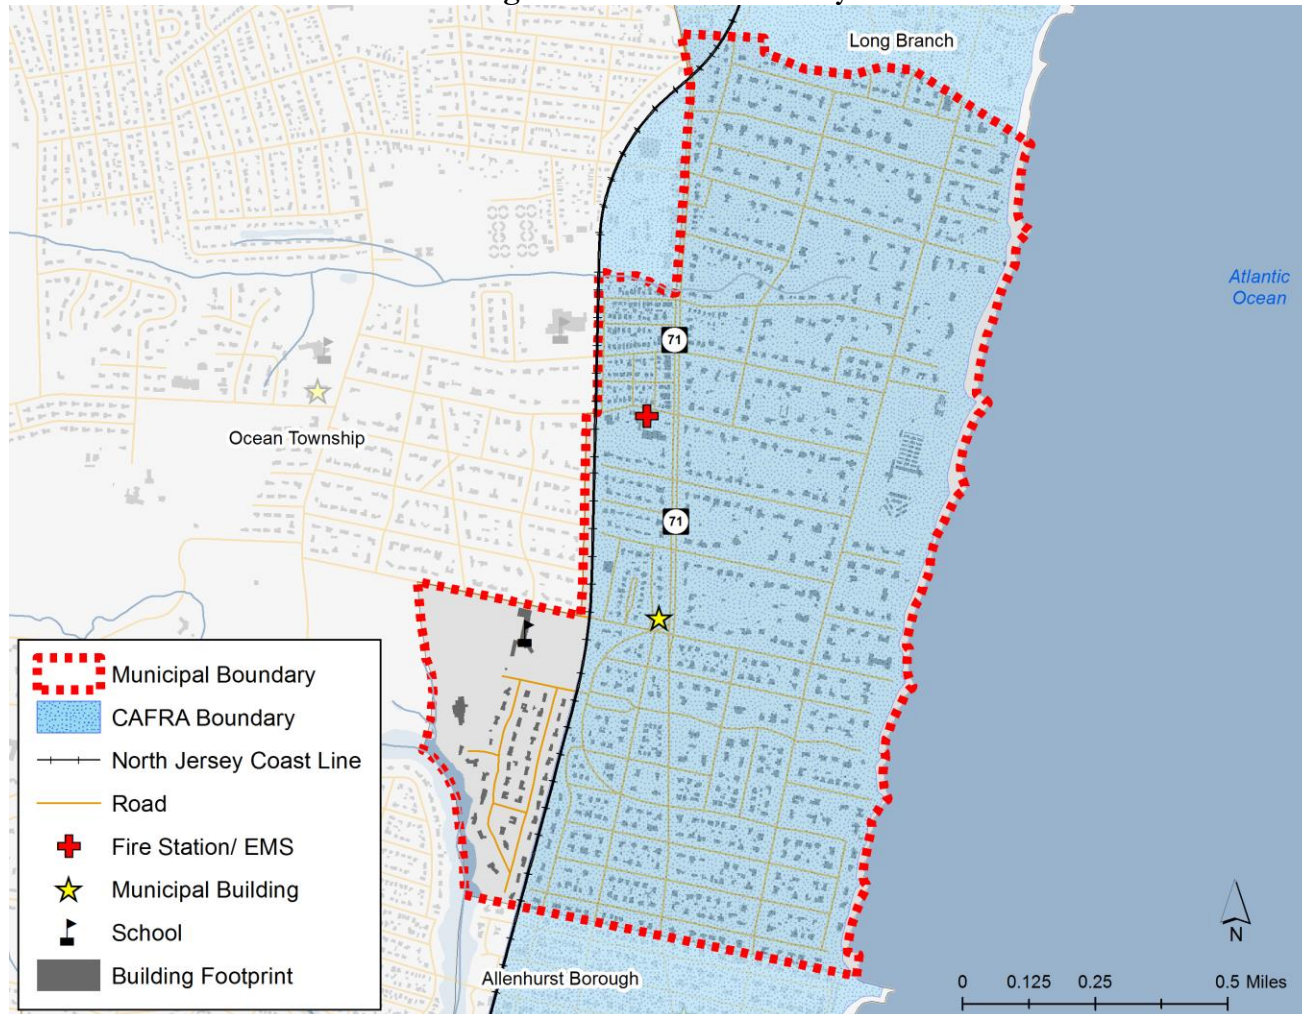 Long Branch
Atlantic
Ocean
71
Ocean Township
71
Municipal Boundary
CAFRA Boundary
North Jersey Coast Line
Road
Fire Station/ EMS
Municipal Building
School
Building Footprint
Allenhurst Borough
N
0 0.125 0.25 0.5 Miles